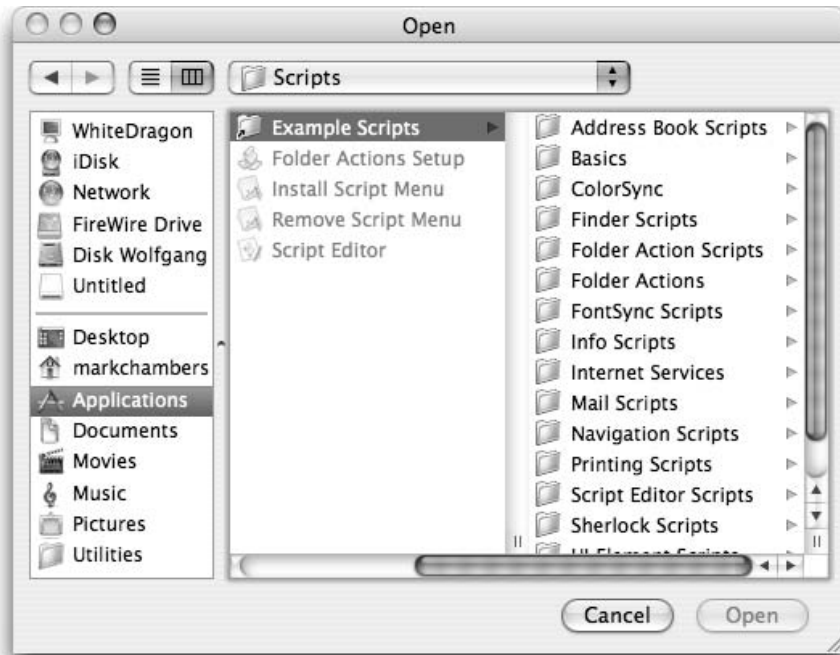 Open
Scripts
WhiteDragon
iDisk
Network
FireWire Drive
Disk Wolfgang
Untitled
Desktop
markchambers
Applications
Documents
Movies
Music
Pictures
Utilities
Example Scripts
Folder Actions Setup
Install Script Menu
Remove Script Menu
Script Editor
Address Book Scripts
Basics
ColorSync
Finder Scripts
Folder Action Scripts
Folder Actions
FontSync Scripts
Info Scripts
Internet Services
Mail Scripts
Navigation Scripts
Printing Scripts
Script Editor Scripts
Sherlock Scripts
UI Element Scripts
Cancel
Open